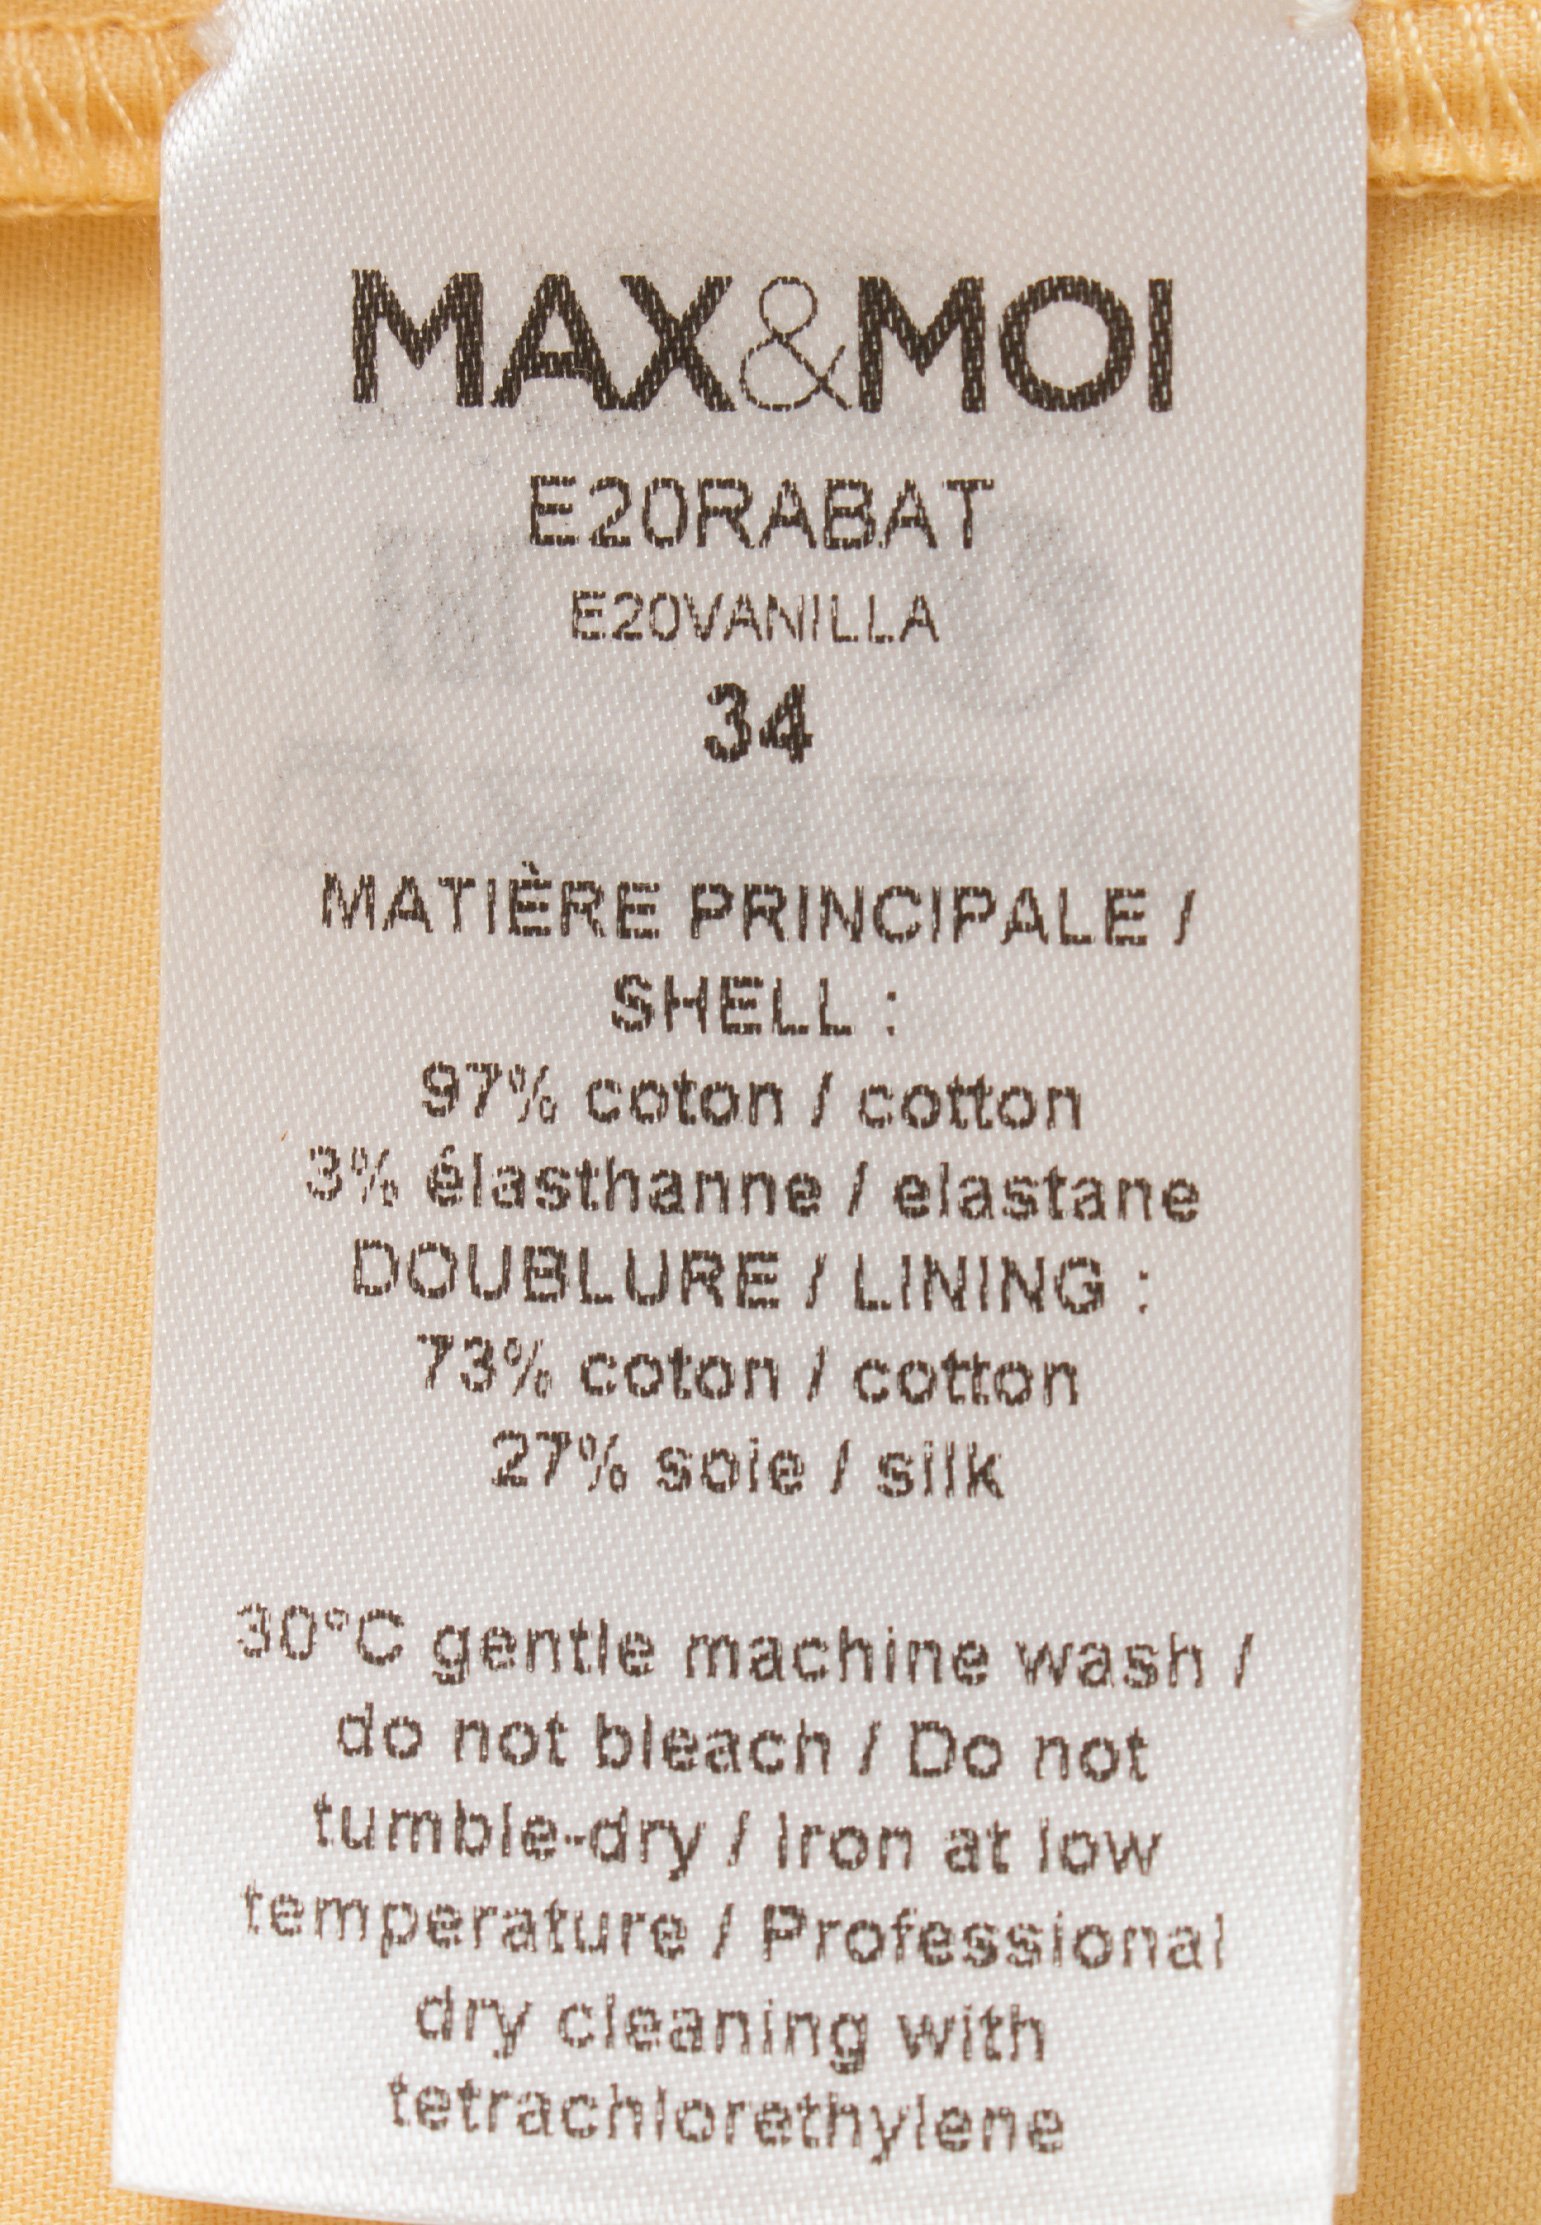 MAX&MOI
E20RABAT
E20VANILLA
34
MATIÈRE PRINCIPALE /
SHELL :
97% coton / cotton
3% élasthanne / elastane
DOUBLURE / LINING :
73% coton / cotton
27% soie / silk
30°C gentle machine wash /
do not bleach / Do not
tumble-dry / Iron at low
temperature / Professional
dry cleaning with
tetrachlorethylene